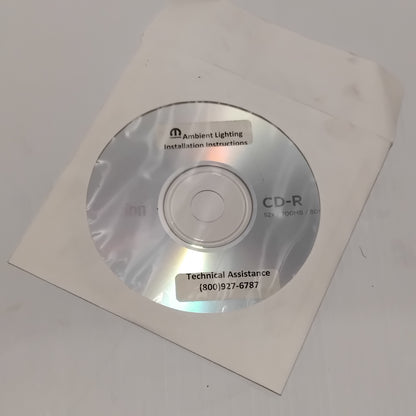 Ambient Lighting
Installation Instructions
CD-R
Technical Assistance
(800)927-6787